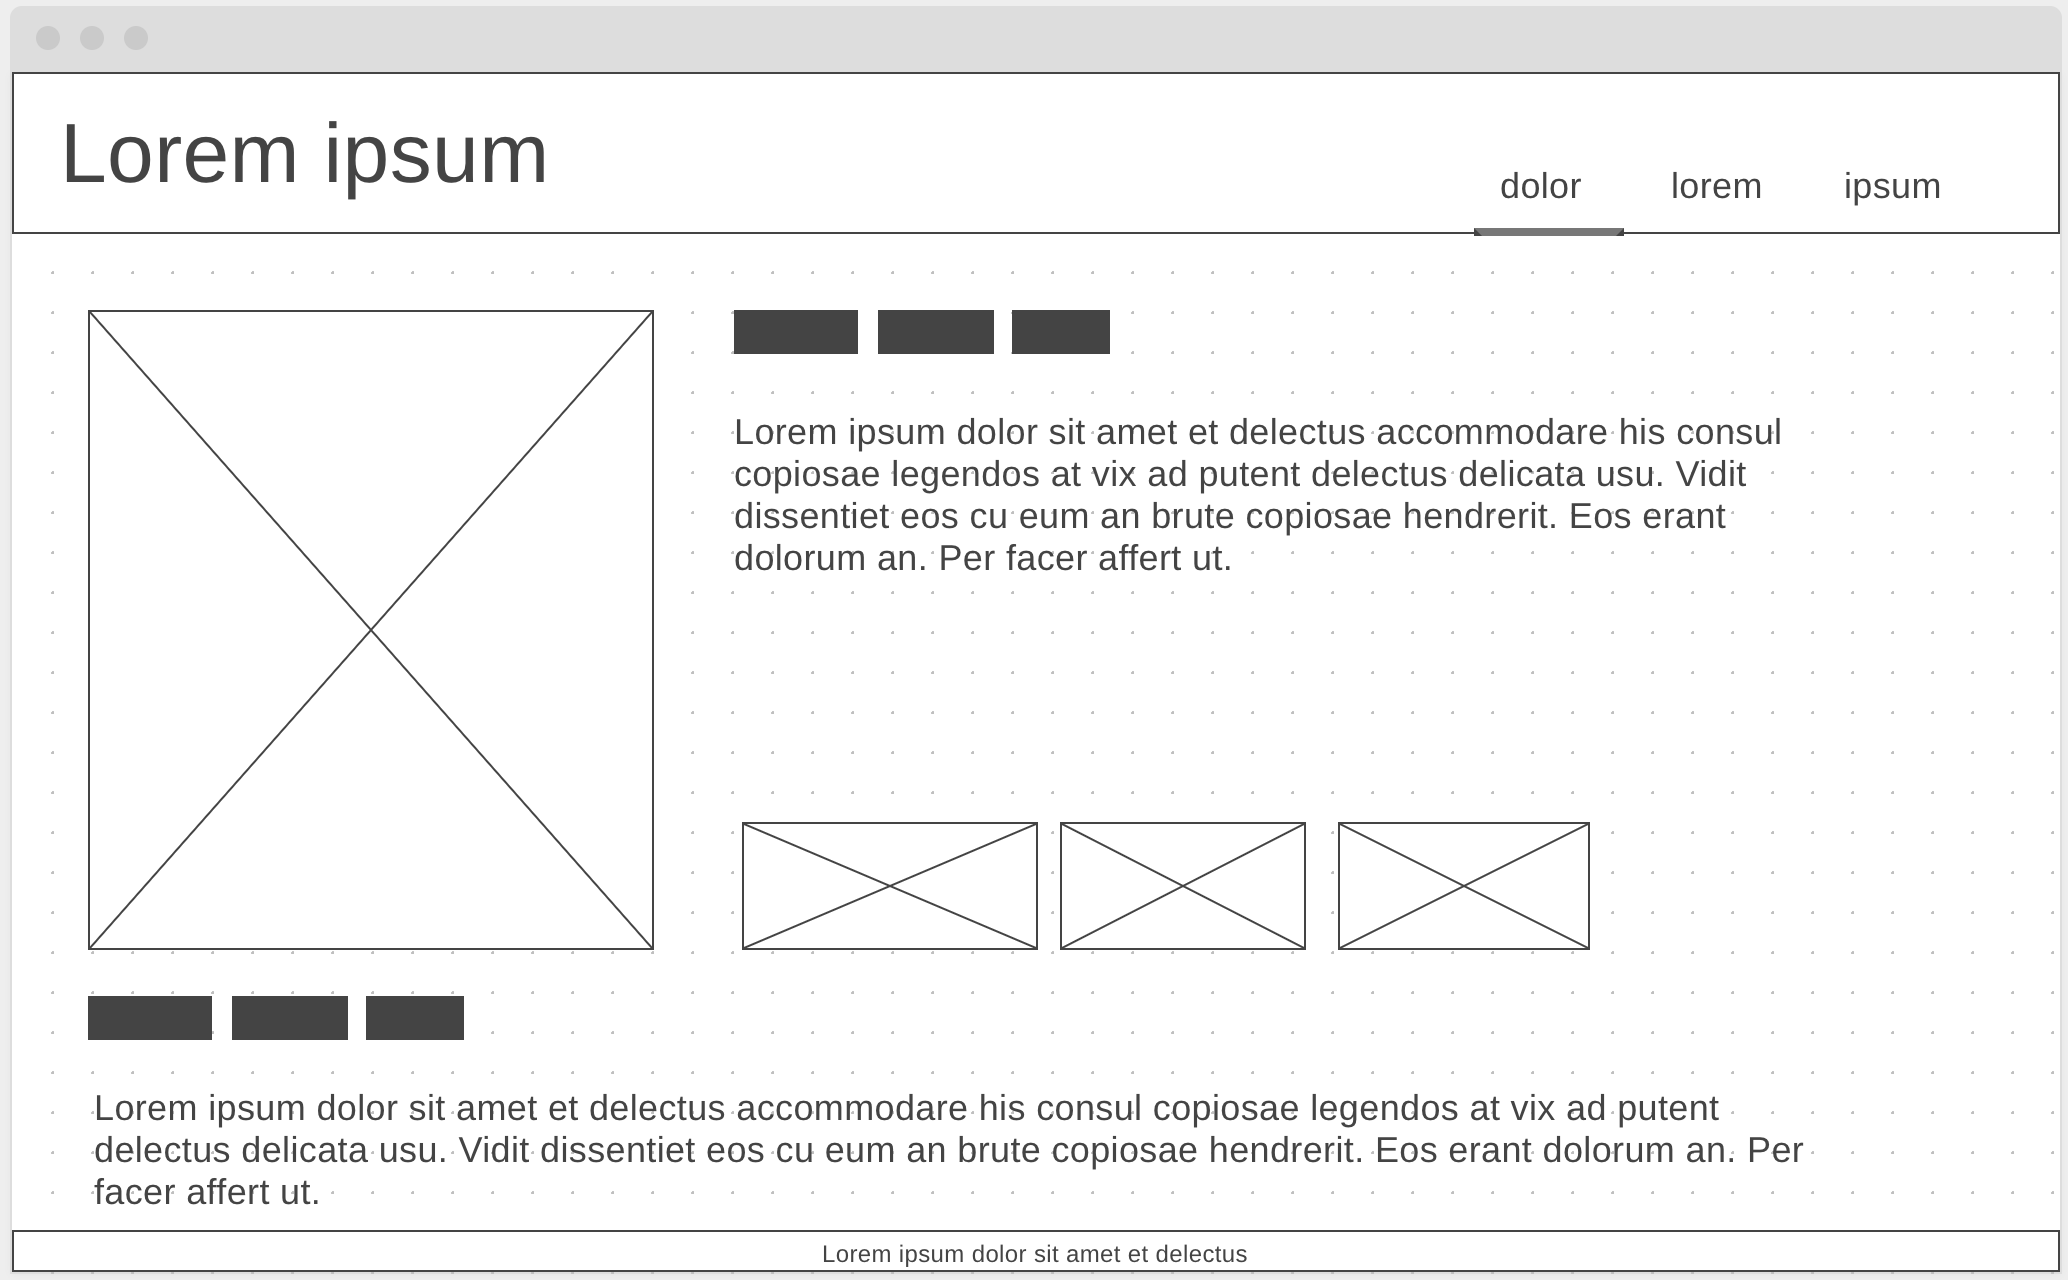 Lorem ipsum
dolor lorem ipsum
Lorem ipsum dolor sit amet et delectus accommodare his consul
copiosae legendos at vix ad putent delectus delicata usu. Vidit
dissentiet eos cu eum an brute copiosae hendrerit. Eos erant
dolorum an. Per facer affert ut.
Lorem ipsum dolor sit amet et delectus accommodare his consul copiosae legendos at vix ad putent
delectus delicata usu. Vidit dissentiet eos cu eum an brute copiosae hendrerit. Eos erant dolorum an. Per
facer affert ut.
Lorem ipsum dolor sit amet et delectus